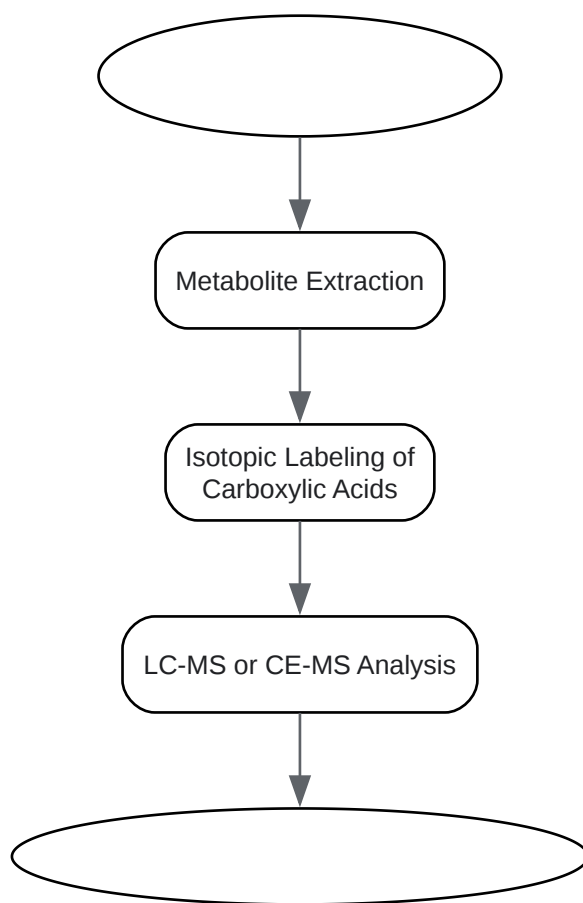 Metabolite Extraction
Isotopic Labeling of
Carboxylic Acids
LC-MS or CE-MS Analysis